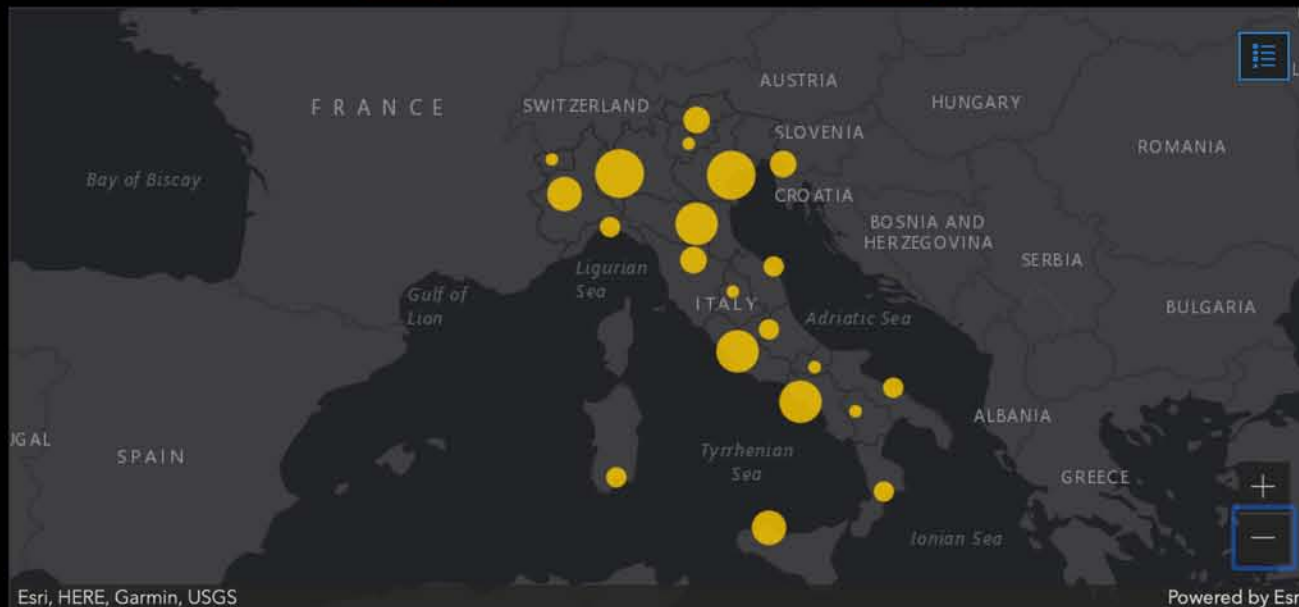 AUSTRIA
FRANCE
SWITZERLAND
HUNGARY
SLOVENIA
ROMANIA
Bay of Biscay
CROATIA
BOSNIA AND
HERZEGOVINA
SERBIA
Ligurian
Sea
Gulf of
Lion
ITALY
Adriatic Sea
BULGARIA
ALBANIA
UGAL
SPAIN
Tyrrhenian
Sea
GREECE
Ionian Sea
Esri, HERE, Garmin, USGS
Powered by Esr